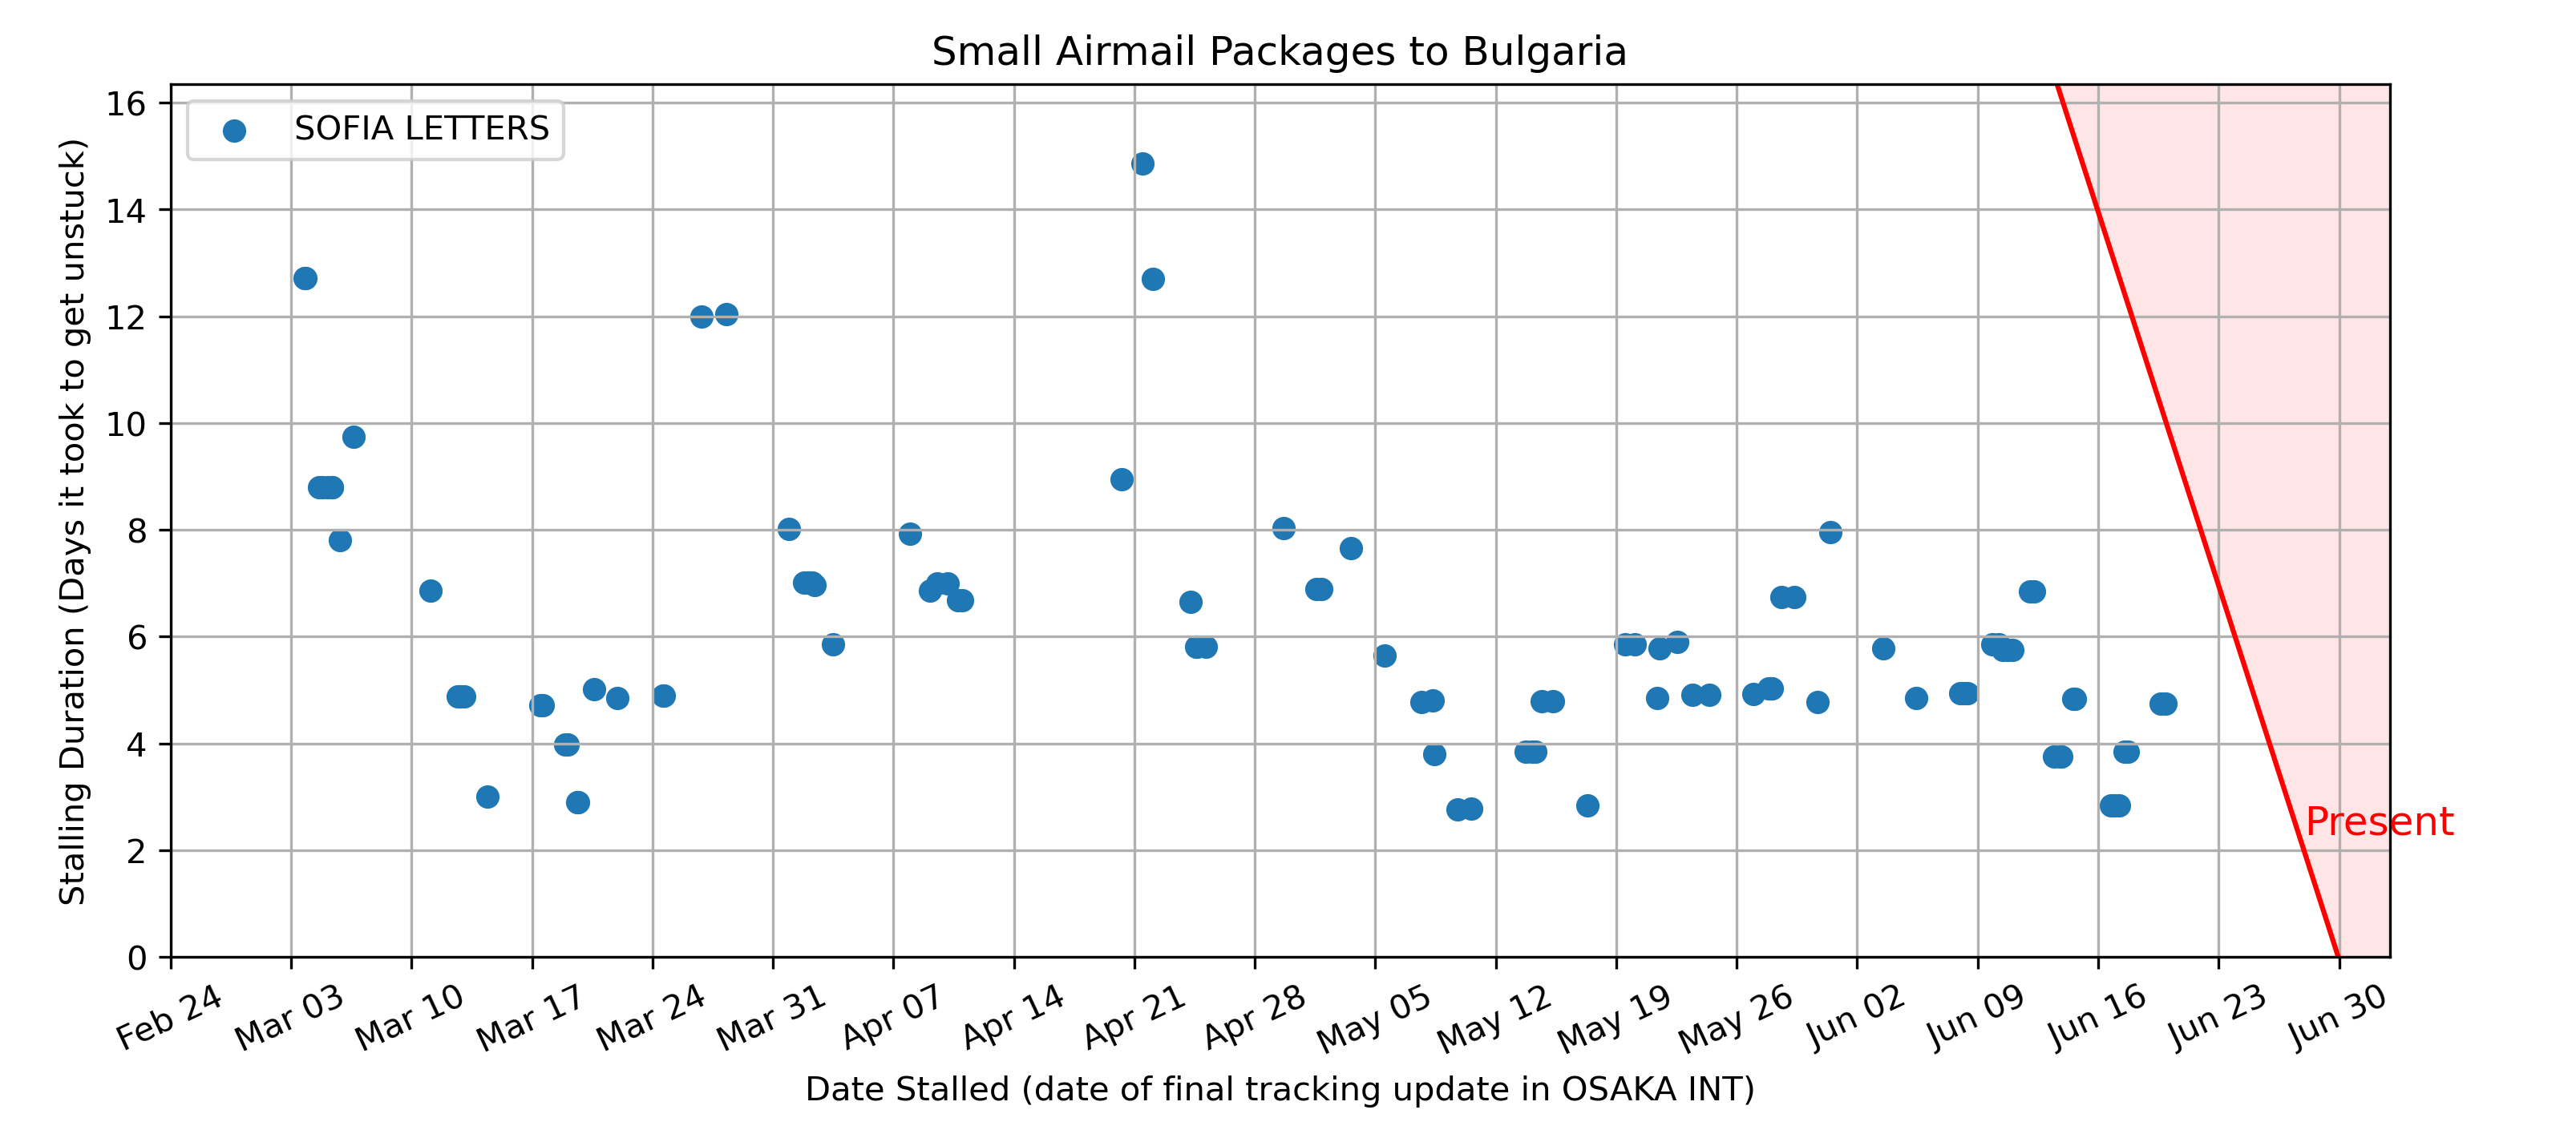 Small Airmail Packages to Bulgaria
SOFIA LETTERS
Stalling Duration (Days it took to get unstuck)
16
14
12
10
8
6
4
2
0
Present
Feb 24
Mar 03
Mar 10
Mar 17
Mar 24
Mar 31
Apr 07
Apr 14
Apr 21
Apr 28
May 05
May 12
May 19
May 26
Jun 02
Jun 09
Jun 16
Jun 23
Jun 30
Date Stalled (date of final tracking update in OSAKA INT)